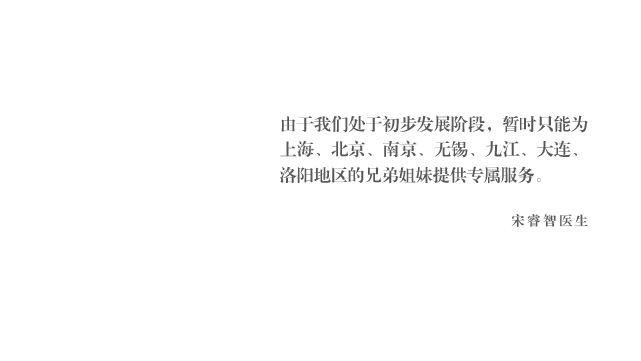 由于我们处于初步发展阶段，暂时只能为
上海、北京、南京、无锡、九江、大连、
洛阳地区的兄弟姐妹提供专属服务。
宋睿智医生